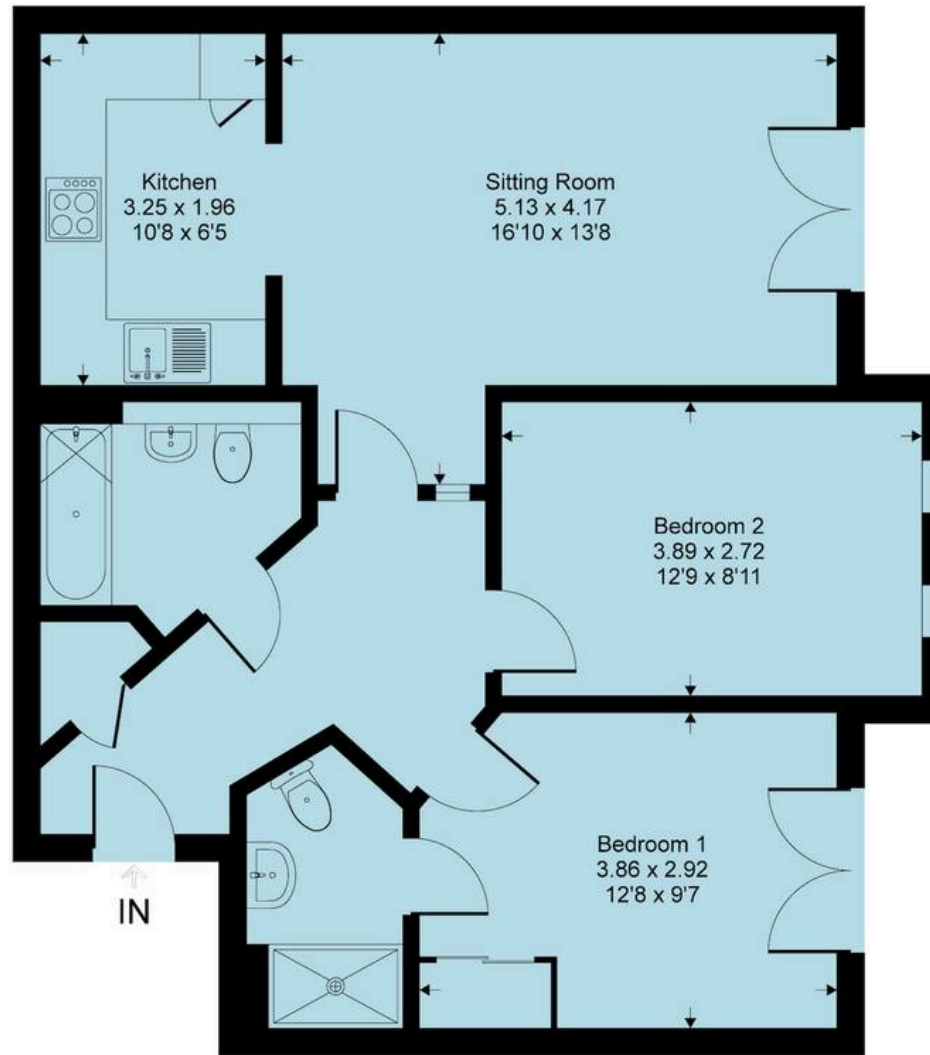 Kitchen
3.25 x 1.96
10'8 x 6'5
Sitting Room
5.13 x 4.17
16'10 x 13'8
Bedroom 2
3.89 x 2.72
12'9 x 8'11
Bedroom 1
3.86 x 2.92
12'8 x 9'7
IN